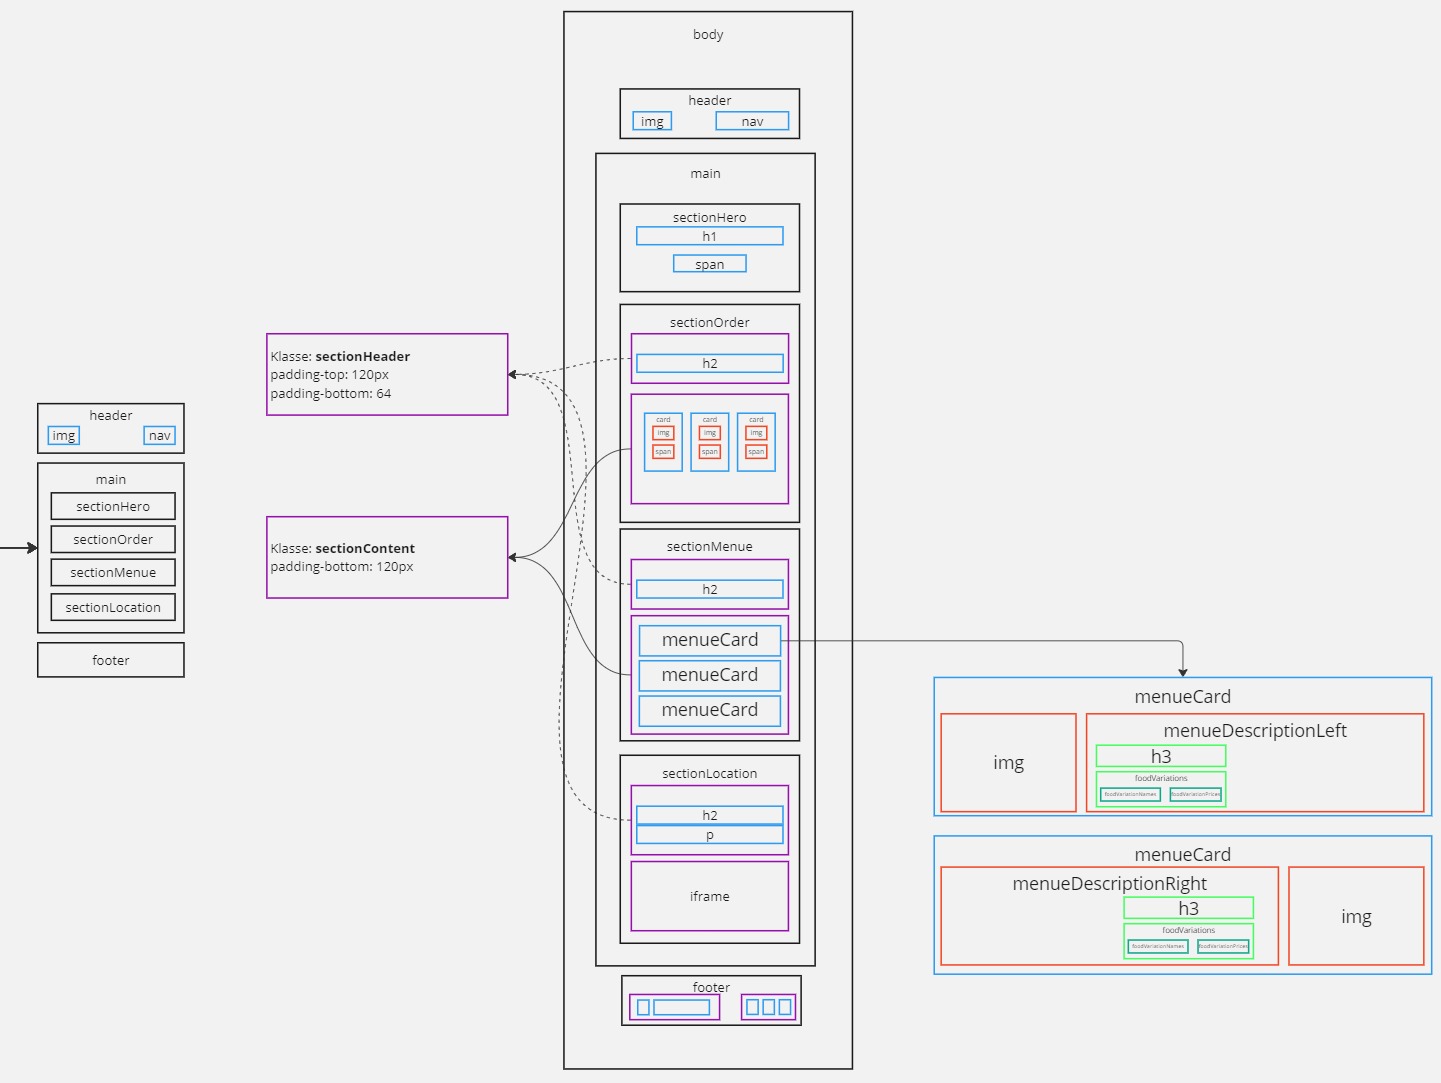 header
img
nav
main
sectionHero
sectionOrder
sectionMenue
sectionLocation
footer
Klasse: sectionHeader
padding-top: 120px
padding-bottom: 64
Klasse: sectionContent
padding-bottom: 120px
body
header
img
nav
main
sectionHero
h1
span
sectionOrder
h2
card
img
span
card
img
span
card
img
span
sectionMenue
h2
menueCard
menueCard
menueCard
sectionLocation
h2
p
iframe
footer
menueCard
img
menueDescriptionLeft
h3
foodVariations
foodVariationNames
foodVariationPrices
menueCard
menueDescriptionRight
h3
foodVariations
foodVariationNames
foodVariationPrices
img